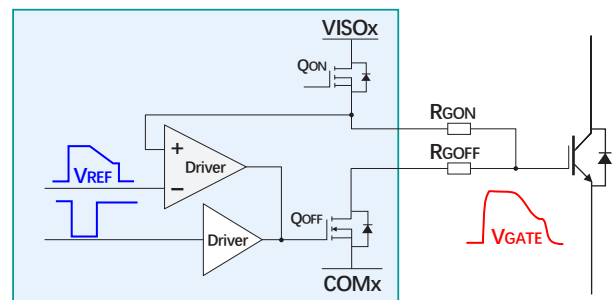 VISOx
QON
RGON
RGOFF
+
Driver
VREF
−
QOFF
Driver
VGATE
COMx